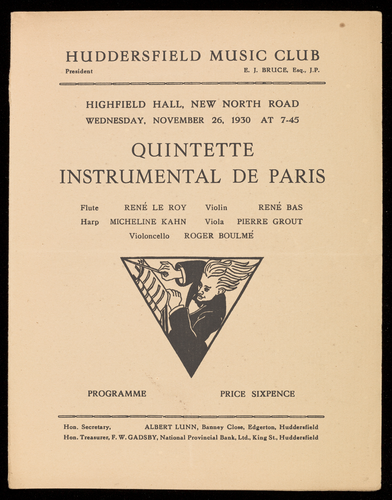 HUDDERSFIELD MUSIC CLUB
President E. J. BRUCE, Esq., J.P.
HIGHFIELD HALL, NEW NORTH ROAD
WEDNESDAY, NOVEMBER 26, 1930 AT 7-45
QUINTETTE
INSTRUMENTAL DE PARIS
Flute RENÉ LE ROY Violin RENÉ BAS
Harp MICHELINE KAHN Viola PIERRE GROUT
Violoncello ROGER BOULMÉ
PROGRAMME PRICE SIXPENCE
Hon. Secretary, ALBERT LUNN, Banney Close, Edgerton, Huddersfield
Hon. Treasurer, F. W. GADSBY, National Provincial Bank, Ltd., King St., Huddersfield